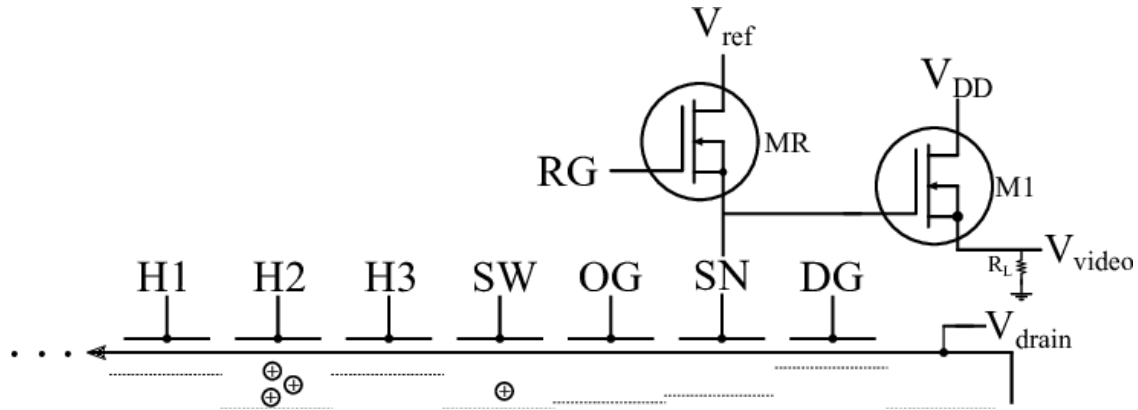 V_ref
V_DD
MR
RG
M1
H1 H2 H3 SW OG SN DG
V_video
R_L
V_drain
. . .
+ + + +